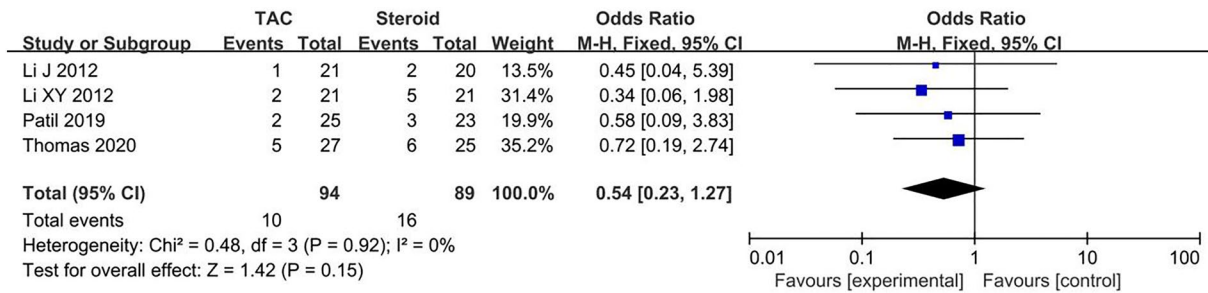 TAC Steroid Odds Ratio Odds Ratio
Study or Subgroup Events Total Events Total Weight M-H, Fixed, 95% CI M-H, Fixed, 95% CI
Li J 2012 1 21 2 20 13.5% 0.45 [0.04, 5.39]
Li XY 2012 2 21 5 21 31.4% 0.34 [0.06, 1.98]
Patil 2019 2 25 3 23 19.9% 0.58 [0.09, 3.83]
Thomas 2020 5 27 6 25 35.2% 0.72 [0.19, 2.74]
Total (95% CI) 94 89 100.0% 0.54 [0.23, 1.27]
Total events 10 16
Heterogeneity: Chi² = 0.48, df = 3 (P = 0.92); I² = 0%
Test for overall effect: Z = 1.42 (P = 0.15)
0.01 0.1 1 10 100
Favours [experimental] Favours [control]